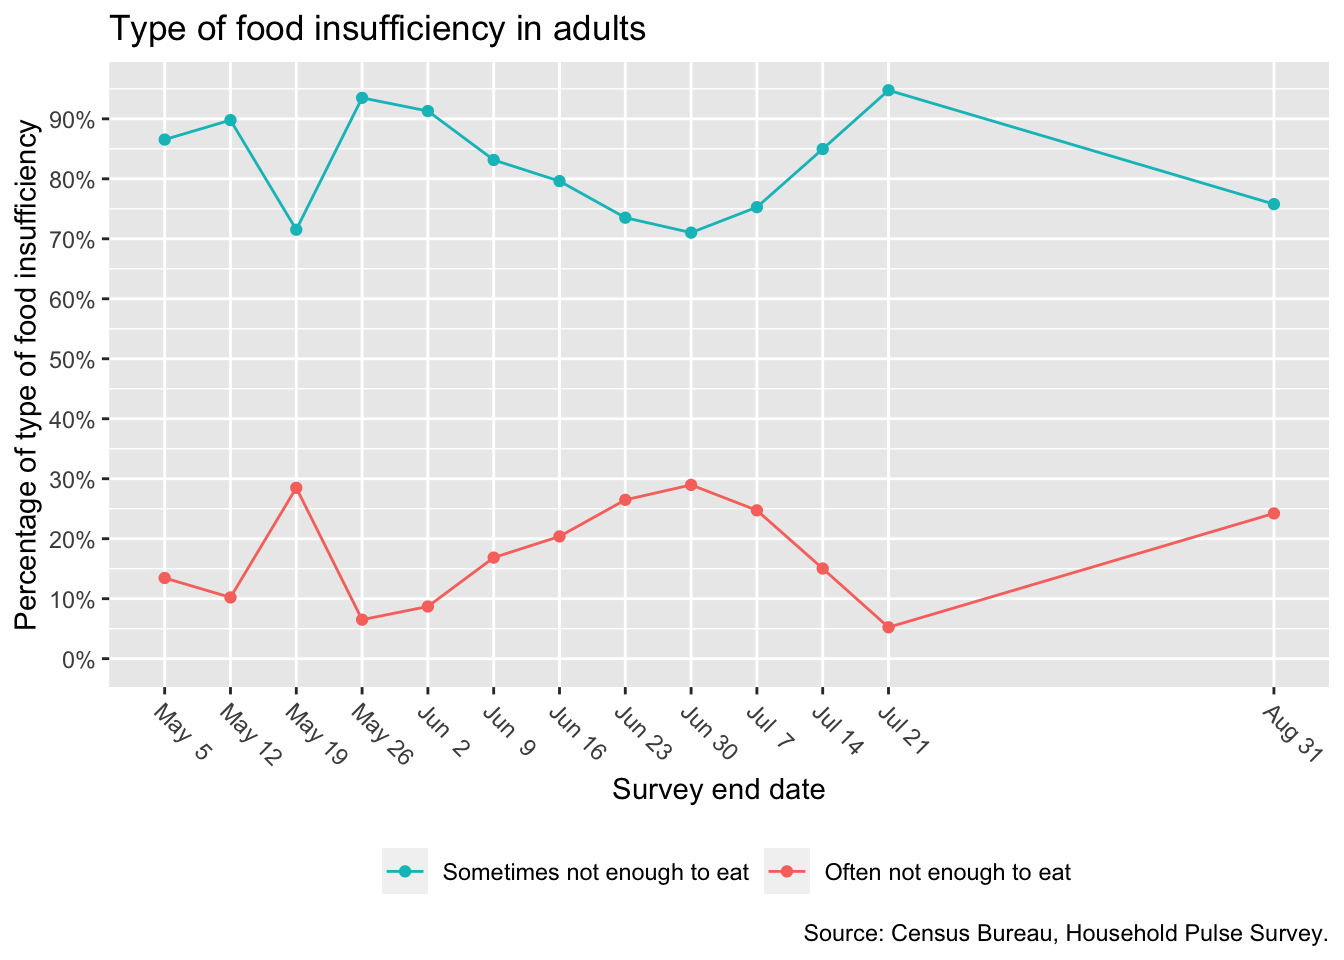 Type of food insufficiency in adults
Percentage of type of food insufficiency
90%
80%
70%
60%
50%
40%
30%
20%
10%
0%
May 5
May 12
May 19
May 26
Jun 2
Jun 9
Jun 16
Jun 23
Jun 30
Jul 7
Jul 14
Jul 21
Aug 31
Survey end date
Sometimes not enough to eat
Often not enough to eat
Source: Census Bureau, Household Pulse Survey.